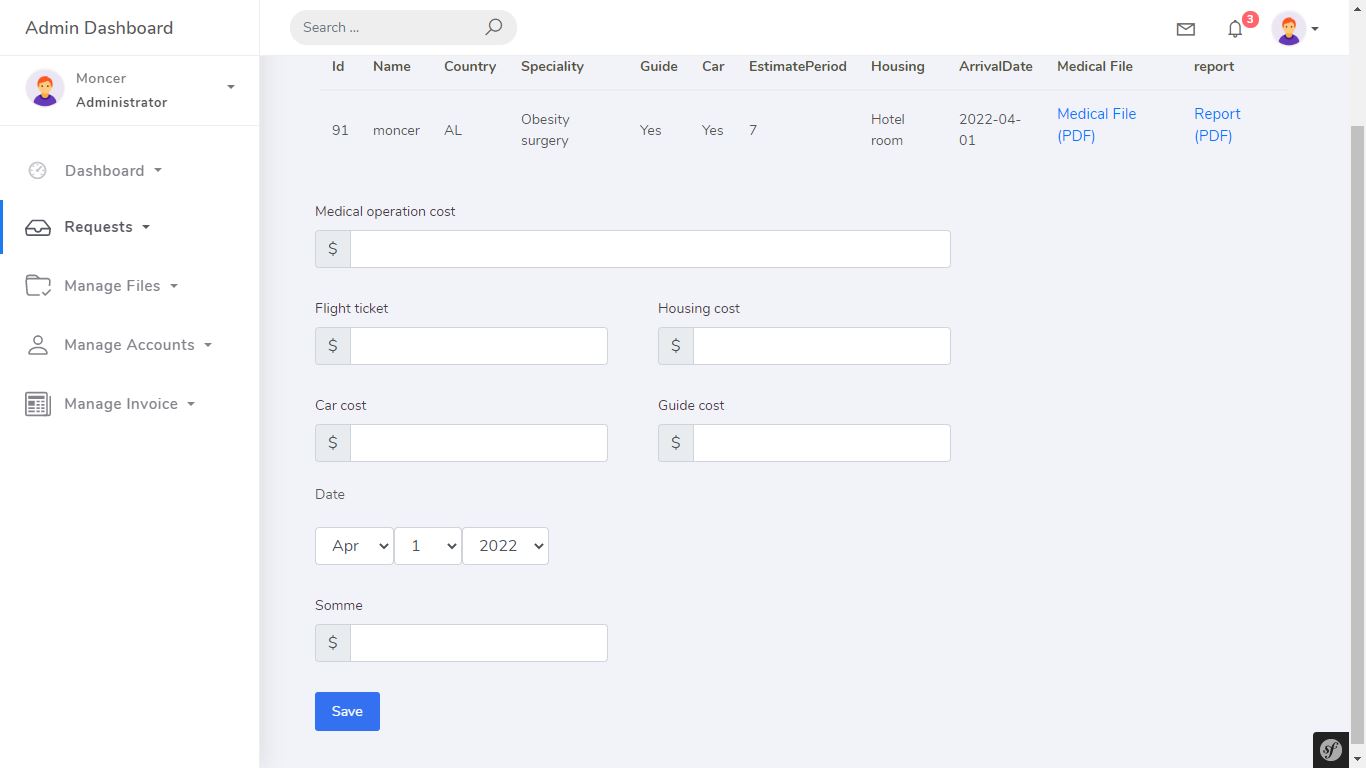 Admin Dashboard
Search ...
3
Moncer
Administrator
Dashboard
Requests
Manage Files
Manage Accounts
Manage Invoice
Id Name Country Speciality Guide Car EstimatePeriod Housing ArrivalDate Medical File report
91 moncer AL Obesity surgery Yes Yes 7 Hotel room 2022-04-01 Medical File (PDF) Report (PDF)
Medical operation cost
$
Flight ticket Housing cost
$ $
Car cost Guide cost
$ $
Date
Apr 1 2022
Somme
$
Save
sf